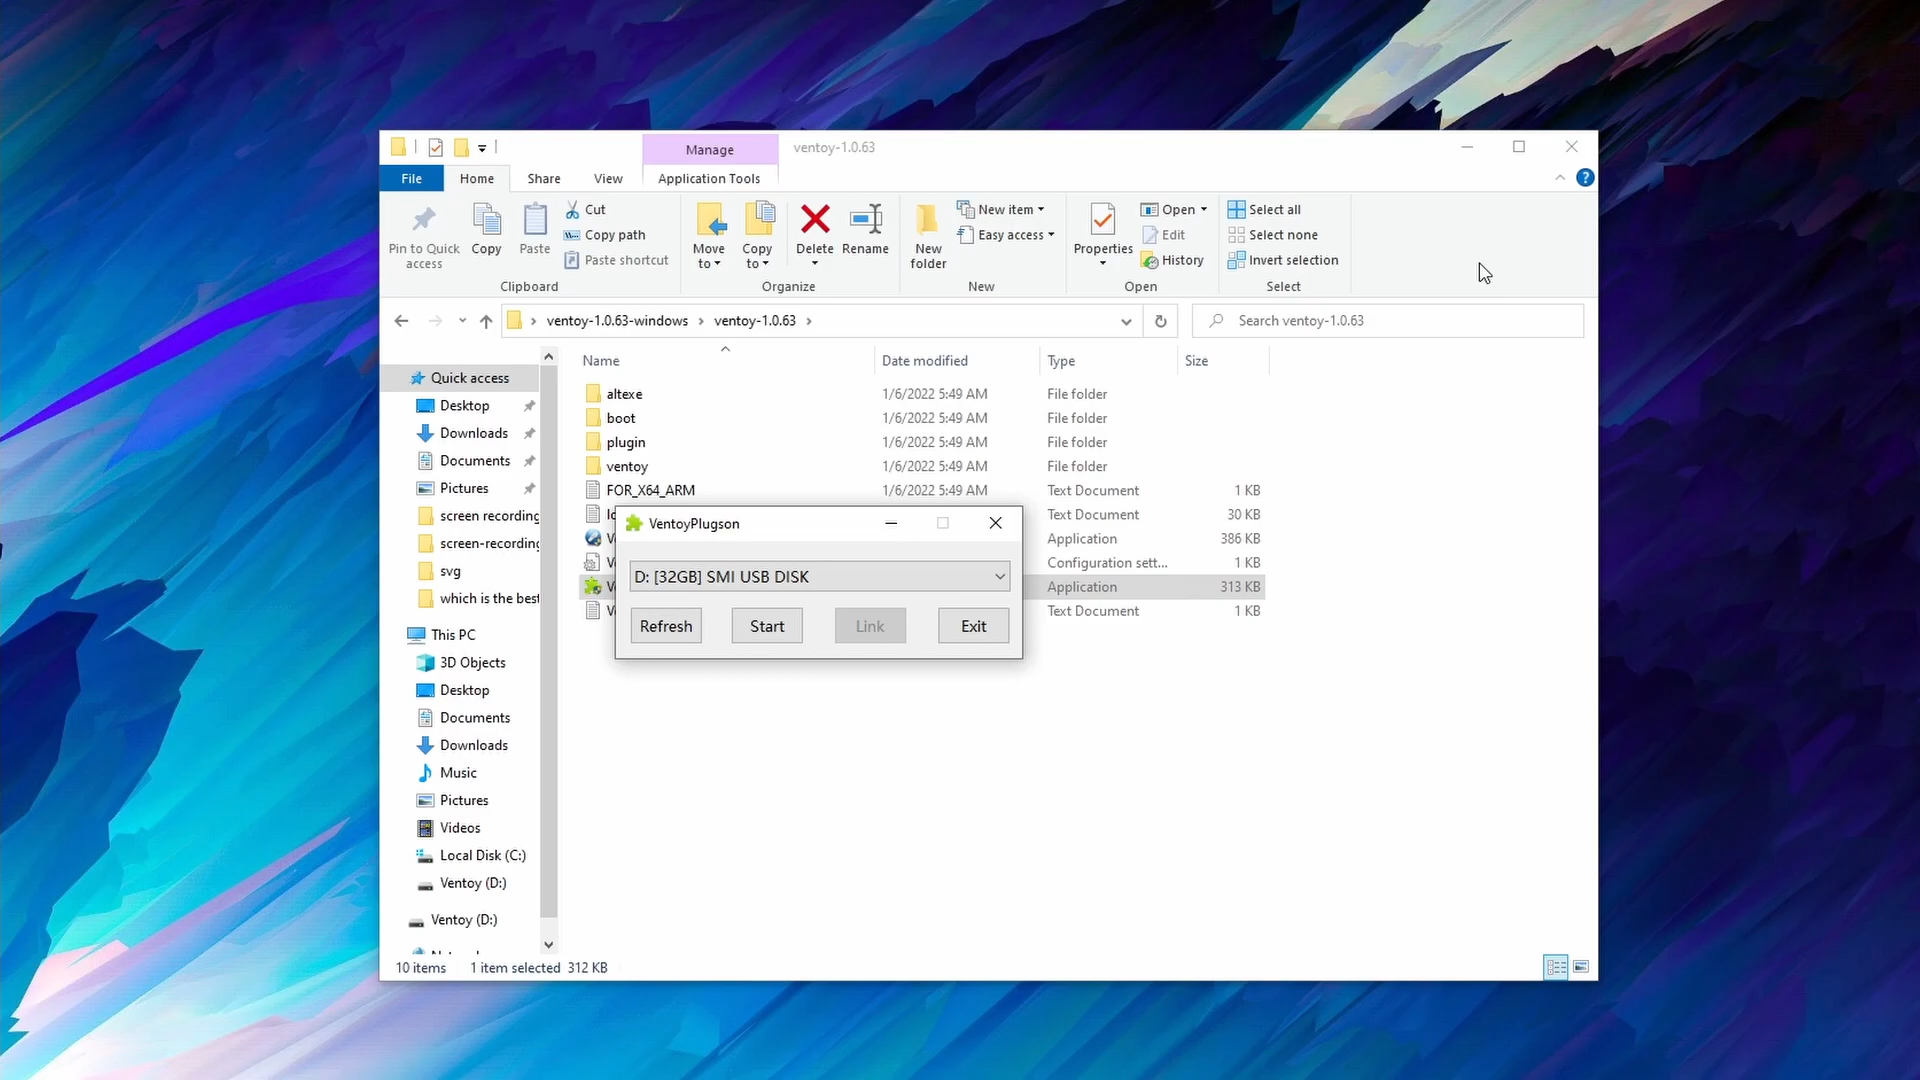 Manage
ventoy-1.0.63
File
Home
Share
View
Application Tools
Pin to Quick access
Copy
Paste
Cut
Copy path
Paste shortcut
Clipboard
Move to
Copy to
Delete
Rename
Organize
New folder
New item
Easy access
New
Properties
Open
Edit
History
Open
Select all
Select none
Invert selection
Select
ventoy-1.0.63-windows
ventoy-1.0.63
Search ventoy-1.0.63
Name
Date modified
Type
Size
altexe 1/6/2022 5:49 AM File folder
boot 1/6/2022 5:49 AM File folder
plugin 1/6/2022 5:49 AM File folder
ventoy 1/6/2022 5:49 AM File folder
FOR_X64_ARM 1/6/2022 5:49 AM Text Document 1 KB
Text Document 30 KB
Application 386 KB
Configuration sett... 1 KB
Application 313 KB
Text Document 1 KB
VentoyPlugson
D: [32GB] SMI USB DISK
Refresh
Start
Link
Exit
Quick access
Desktop
Downloads
Documents
Pictures
screen recording
screen-recording
svg
which is the best
This PC
3D Objects
Desktop
Documents
Downloads
Music
Pictures
Videos
Local Disk (C:)
Ventoy (D:)
Ventoy (D:)
10 items
1 item selected 312 KB